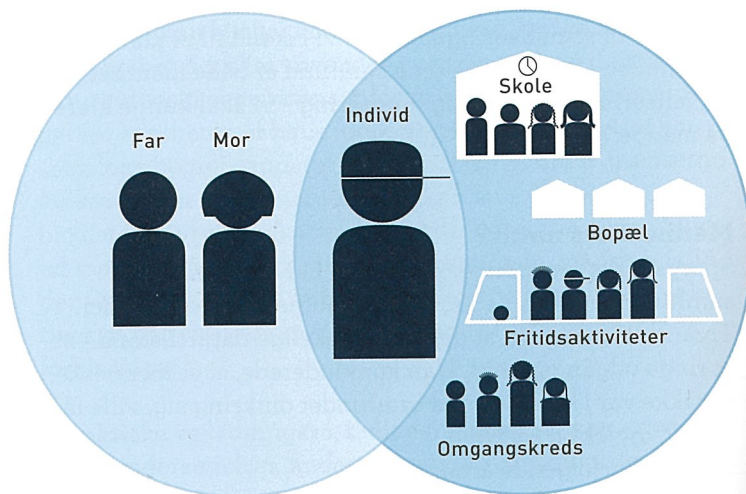 Far
Mor
Individ
Skole
Bopæl
Fritidsaktiviteter
Omgangskreds